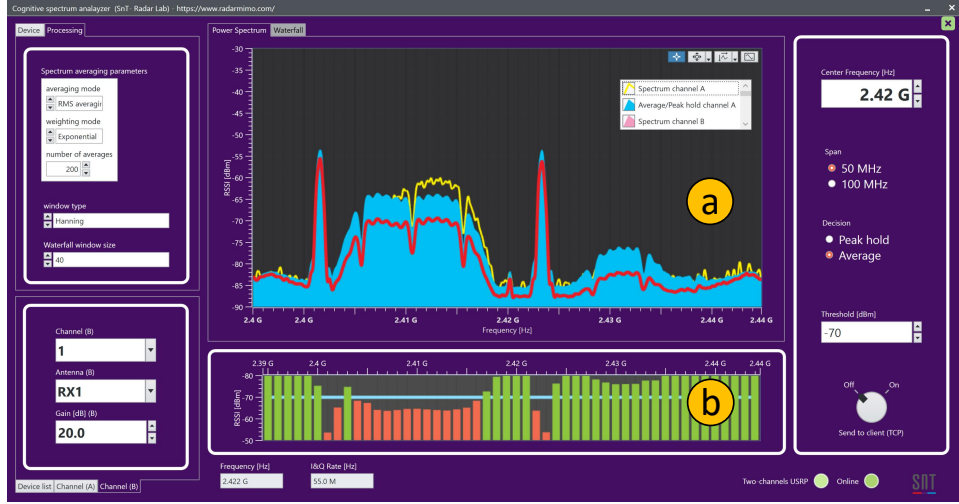 Cognitive spectrum analayzer (SnT- Radar Lab) - https://www.radarmimo.com/
Device Processing
Spectrum averaging parameters
averaging mode
RMS averagir
weighting mode
Exponential
number of averages
200
window type
Hanning
Waterfall window size
40
Channel (B)
1
Antenna (B)
RX1
Gain [dB] (B)
20.0
Device list Channel (A) Channel (B)
Power Spectrum Waterfall
-30
-35
-40
-45
-50
-55
-60
-65
-70
-75
-80
-85
-90
RSSI [dBm]
Spectrum channel A
Average/Peak hold channel A
Spectrum channel B
a
2.4 G 2.4 G 2.41 G 2.42 G 2.43 G 2.44 G 2.44 G
Frequency [Hz]
2.39 G 2.4 G 2.41 G 2.42 G 2.43 G 2.44 G 2.44 G
-80
-70
-60
-50
RSSI [dBm]
b
Frequency [Hz] I&Q Rate [Hz]
2.422 G 55.0 M
Two-channels USRP Online
SNT
Center Frequency [Hz]
2.42 G
Span
50 MHz
100 MHz
Decision
Peak hold
Average
Threshold [dBm]
-70
Off On
Send to client (TCP)